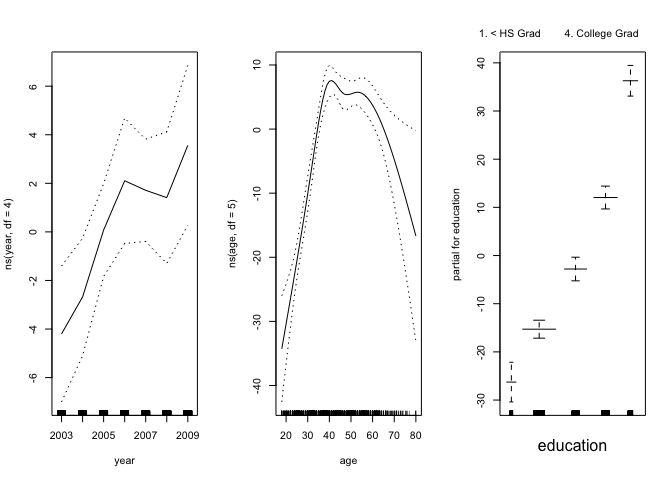 1. < HS Grad 4. College Grad
ns(year, df = 4)
6
4
2
0
-2
-4
-6
2003 2005 2007 2009
year
ns(age, df = 5)
10
0
-10
-20
-30
-40
20 30 40 50 60 70 80
age
partial for education
40
30
20
10
0
-10
-20
-30
education